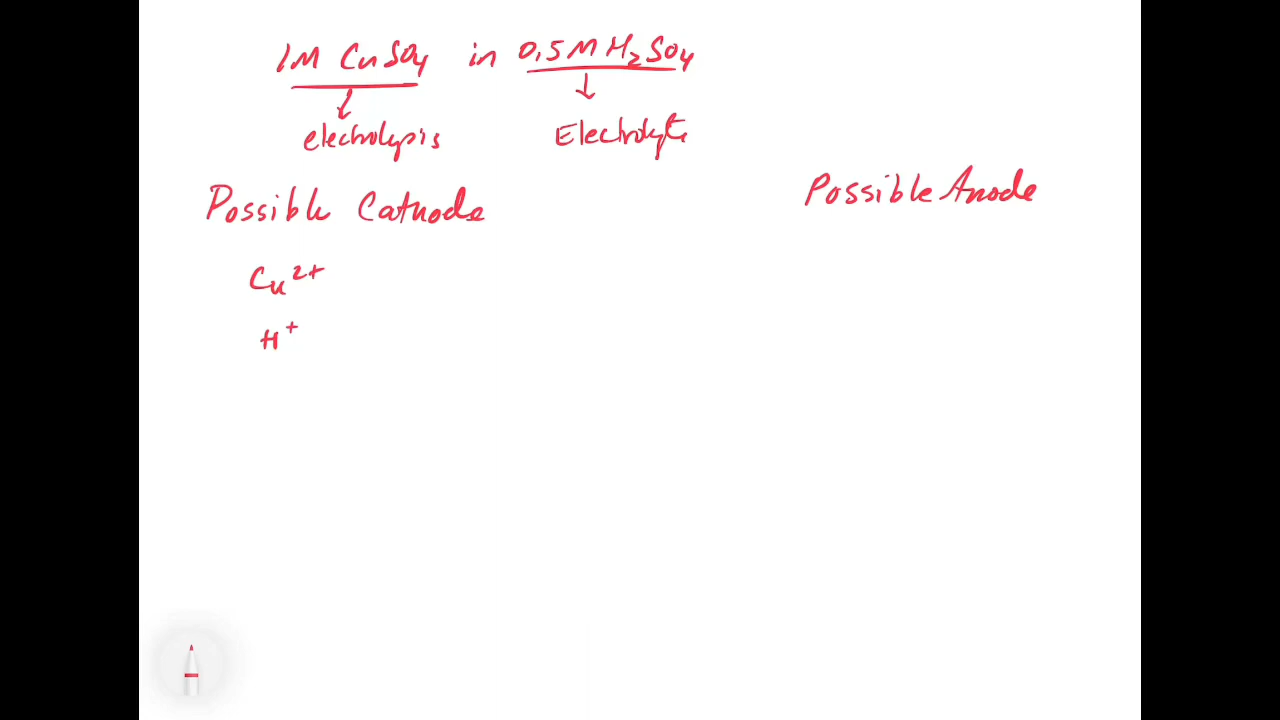 1M CuSO4 in 0,5M H2SO4
electrolysis Electrolyte
Possible Cathode Possible Anode
Cu2+
H+